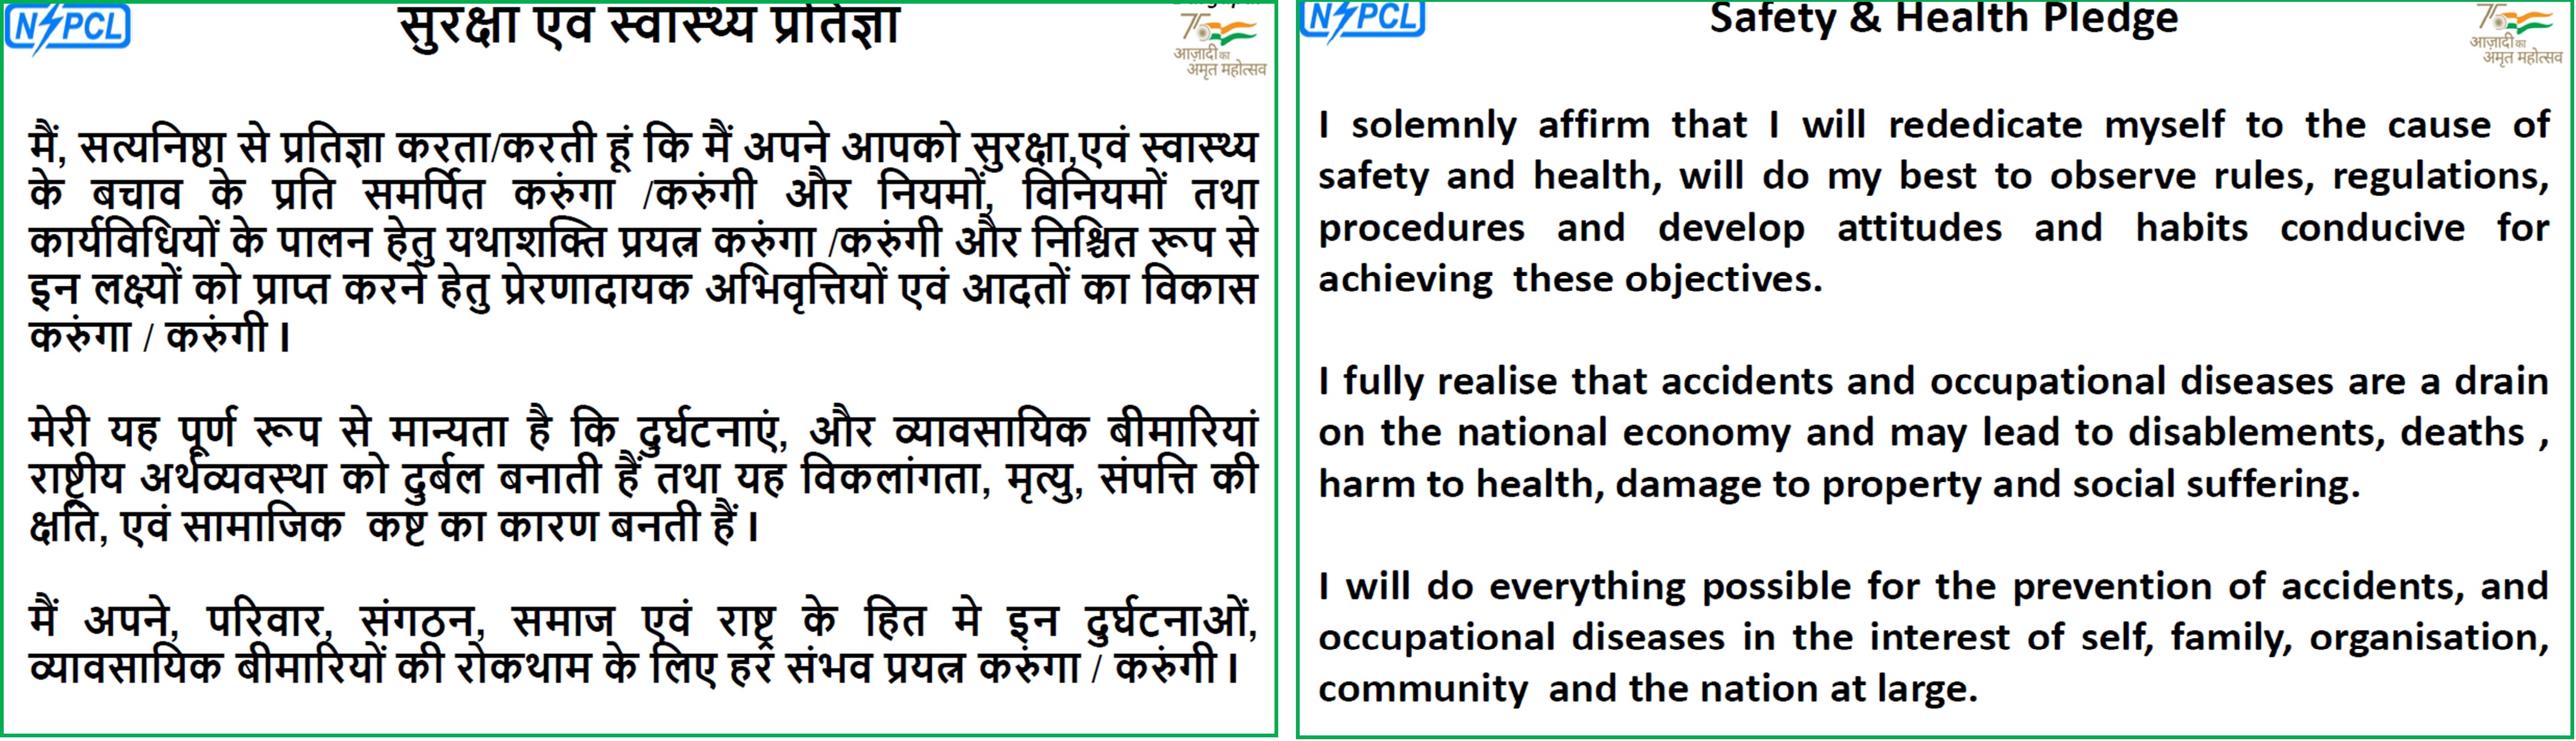 NSPCL
सुरक्षा एवं स्वास्थ्य प्रतिज्ञा
75
आज़ादी का
अमृत महोत्सव
मैं, सत्यनिष्ठा से प्रतिज्ञा करता/करती हूं कि मैं अपने आपको सुरक्षा,एवं स्वास्थ्य
के बचाव के प्रति समर्पित करुंगा /करुंगी और नियमों, विनियमों तथा
कार्यविधियों के पालन हेतु यथाशक्ति प्रयत्न करुंगा /करुंगी और निश्चित रूप से
इन लक्ष्यों को प्राप्त करने हेतु प्रेरणादायक अभिवृत्तियों एवं आदतों का विकास
करुंगा / करुंगी।
मेरी यह पूर्ण रूप से मान्यता है कि दुर्घटनाएं, और व्यावसायिक बीमारियां
राष्ट्रीय अर्थव्यवस्था को दुर्बल बनाती हैं तथा यह विकलांगता, मृत्यु, संपत्ति की
क्षति, एवं सामाजिक कष्ट का कारण बनती हैं।
मैं अपने, परिवार, संगठन, समाज एवं राष्ट्र के हित मे इन दुर्घटनाओं,
व्यावसायिक बीमारियों की रोकथाम के लिए हर संभव प्रयत्न करुंगा / करुंगी।
NSPCL
Safety & Health Pledge
75
आज़ादी का
अमृत महोत्सव
I solemnly affirm that I will rededicate myself to the cause of
safety and health, will do my best to observe rules, regulations,
procedures and develop attitudes and habits conducive for
achieving these objectives.
I fully realise that accidents and occupational diseases are a drain
on the national economy and may lead to disablements, deaths ,
harm to health, damage to property and social suffering.
I will do everything possible for the prevention of accidents, and
occupational diseases in the interest of self, family, organisation,
community and the nation at large.